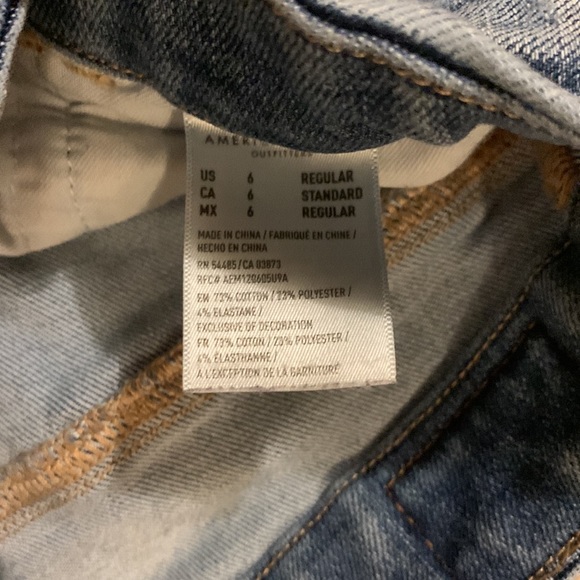 OUTFITTERS
US 6 REGULAR
CA 6 STANDARD
MX 6 REGULAR
MADE IN CHINA / FABRIQUÉ EN CHINE /
HECHO EN CHINA
RN 54485/CA 03873
RFC# AEM120605U9A
EN 73% COTTON / 23% POLYESTER /
4% ELASTANE /
EXCLUSIVE OF DECORATION
FR 73% COTON / 23% POLYESTER /
4% ÉLASTHANNE /
À L'EXCEPTION DE LA GARNITURE